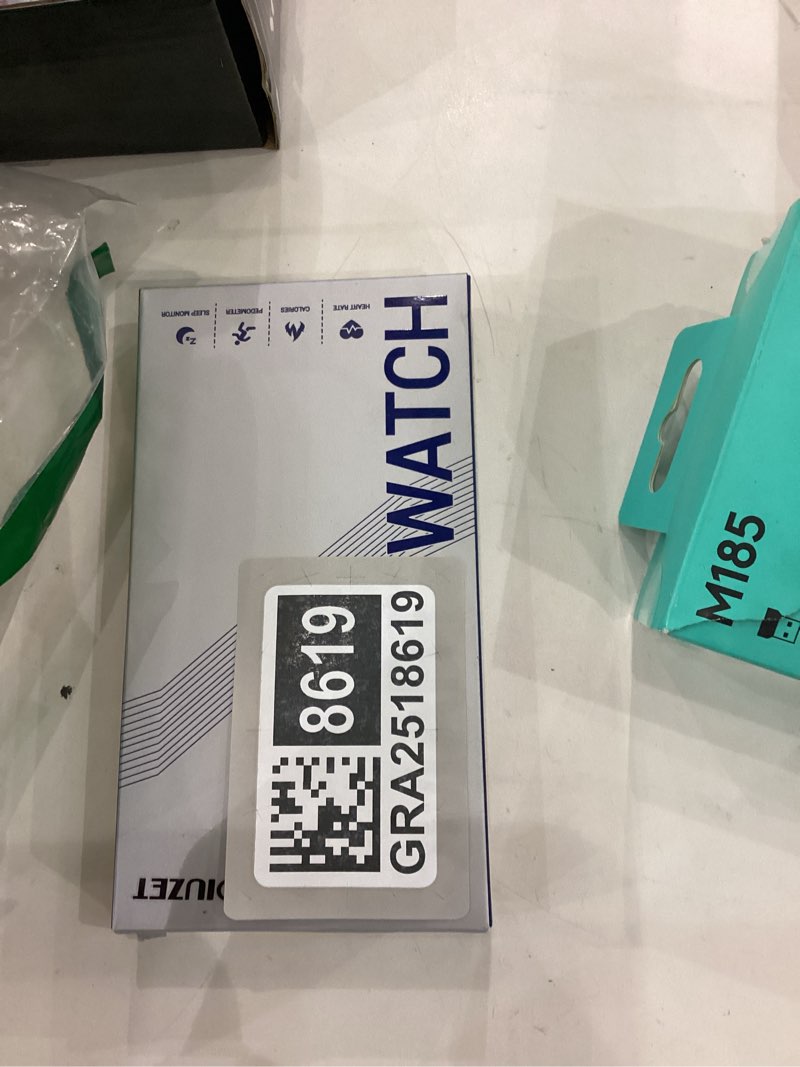 HEART RATE
CALORIES
PEDOMETER
SLEEP MONITOR
WATCH
8619
GRA2518619
M185